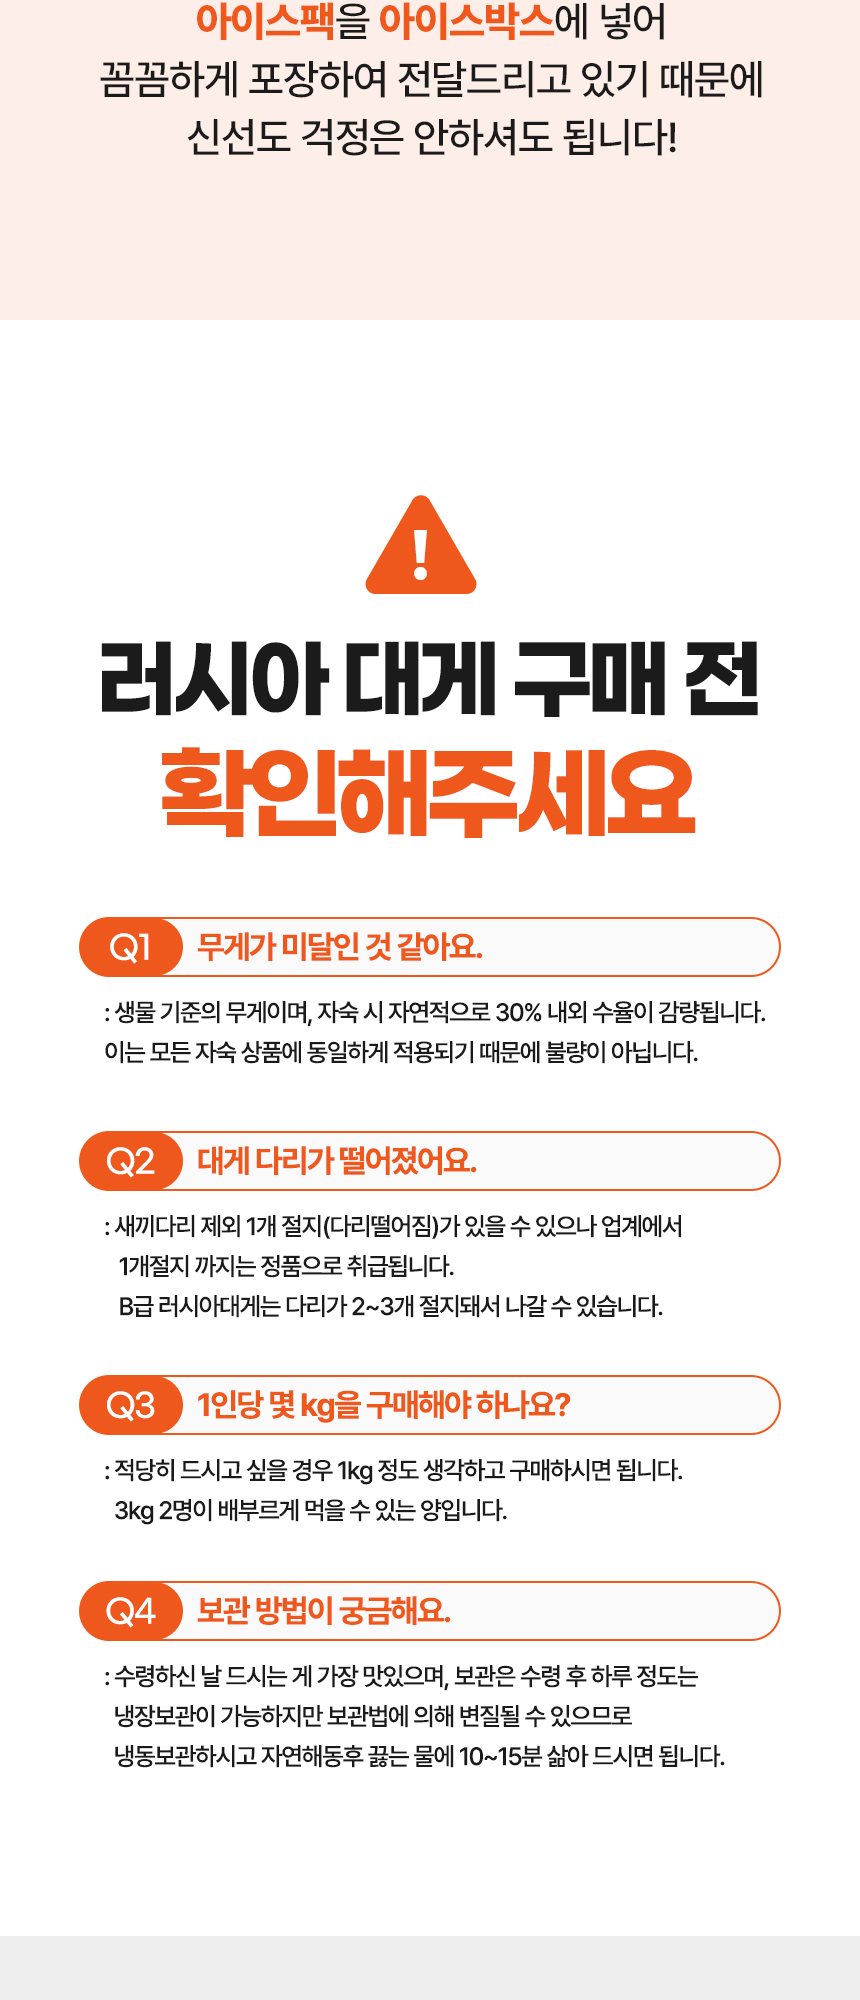 아이스팩을 아이스박스에 넣어
꼼꼼하게 포장하여 전달드리고 있기 때문에
신선도 걱정은 안하셔도 됩니다!
러시아 대게 구매 전
확인해주세요
Q1 무게가 미달인 것 같아요.
: 생물 기준의 무게이며, 자숙 시 자연적으로 30% 내외 수율이 감량됩니다.
이는 모든 자숙 상품에 동일하게 적용되기 때문에 불량이 아닙니다.
Q2 대게 다리가 떨어졌어요.
: 새끼다리 제외 1개 절지(다리떨어짐)가 있을 수 있으나 업계에서
1개절지 까지는 정품으로 취급됩니다.
B급 러시아대게는 다리가 2~3개 절지돼서 나갈 수 있습니다.
Q3 1인당 몇 kg을 구매해야 하나요?
: 적당히 드시고 싶을 경우 1kg 정도 생각하고 구매하시면 됩니다.
3kg 2명이 배부르게 먹을 수 있는 양입니다.
Q4 보관 방법이 궁금해요.
: 수령하신 날 드시는 게 가장 맛있으며, 보관은 수령 후 하루 정도는
냉장보관이 가능하지만 보관법에 의해 변질될 수 있으므로
냉동보관하시고 자연해동후 끓는 물에 10~15분 삶아 드시면 됩니다.